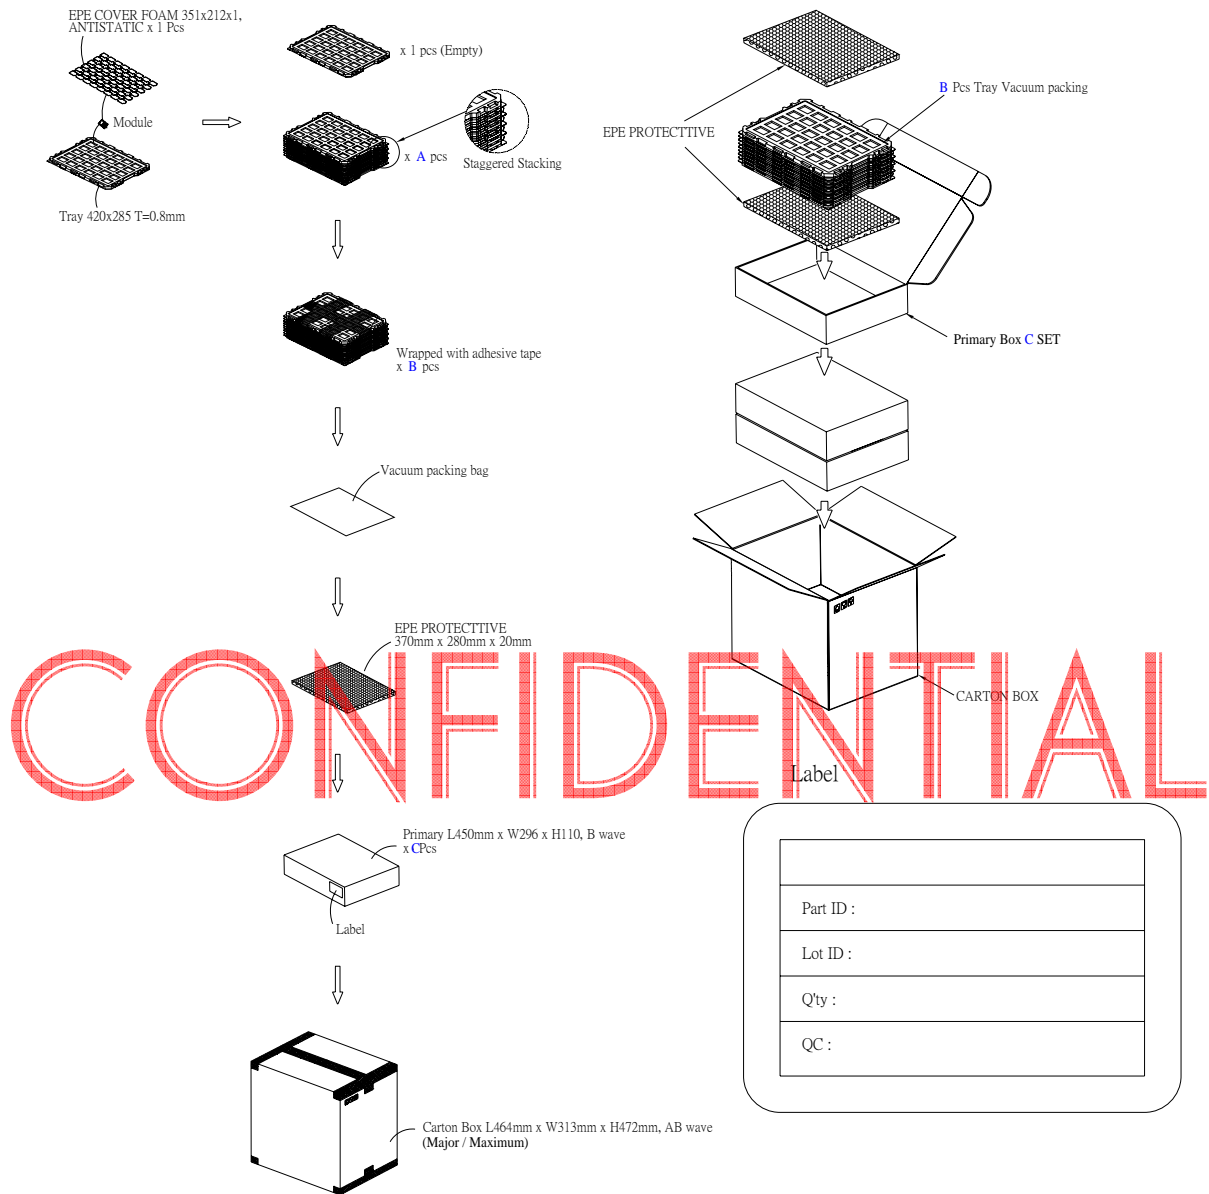 EPE COVER FOAM 351x212x1,
ANTISTATIC x 1 Pcs
Module
Tray 420x285 T=0.8mm
x 1 pcs (Empty)
x A pcs
Staggered Stacking
Wrapped with adhesive tape
x B pcs
Vacuum packing bag
EPE PROTECTTIVE
370mm x 280mm x 20mm
Primary L450mm x W296 x H110, B wave
x CPcs
Label
Carton Box L464mm x W313mm x H472mm, AB wave
(Major / Maximum)
B Pcs Tray Vacuum packing
EPE PROTECTTIVE
Primary Box C SET
CARTON BOX
CONFIDENTIAL
Label
Part ID :
Lot ID :
Q'ty :
QC :